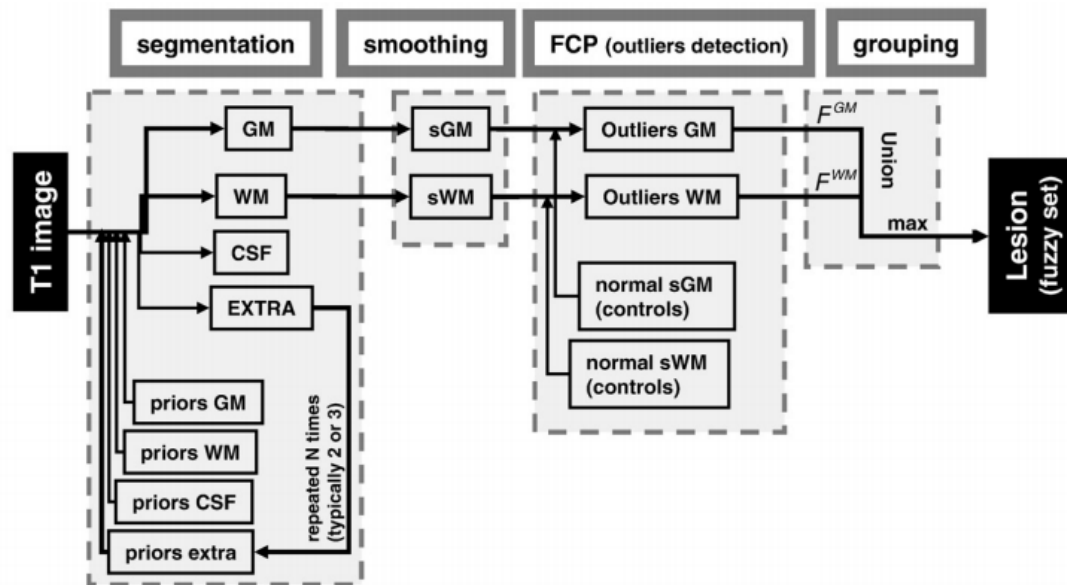 segmentation
smoothing
FCP (outliers detection)
grouping
T1 image
GM
WM
CSF
EXTRA
priors GM
priors WM
priors CSF
priors extra
repeated N times
(typically 2 or 3)
sGM
sWM
Outliers GM
Outliers WM
normal sGM
(controls)
normal sWM
(controls)
F^GM
F^WM
Union
max
Lesion
(fuzzy set)